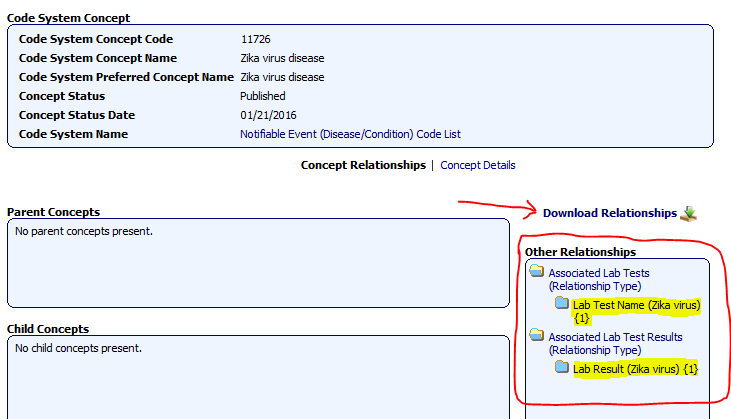 Code System Concept
Code System Concept Code 11726
Code System Concept Name Zika virus disease
Code System Preferred Concept Name Zika virus disease
Concept Status Published
Concept Status Date 01/21/2016
Code System Name Notifiable Event (Disease/Condition) Code List
Concept Relationships | Concept Details
Download Relationships
Parent Concepts
No parent concepts present.
Other Relationships
Associated Lab Tests
(Relationship Type)
Lab Test Name (Zika virus)
{1}
Associated Lab Test Results
(Relationship Type)
Lab Result (Zika virus) {1}
Child Concepts
No child concepts present.